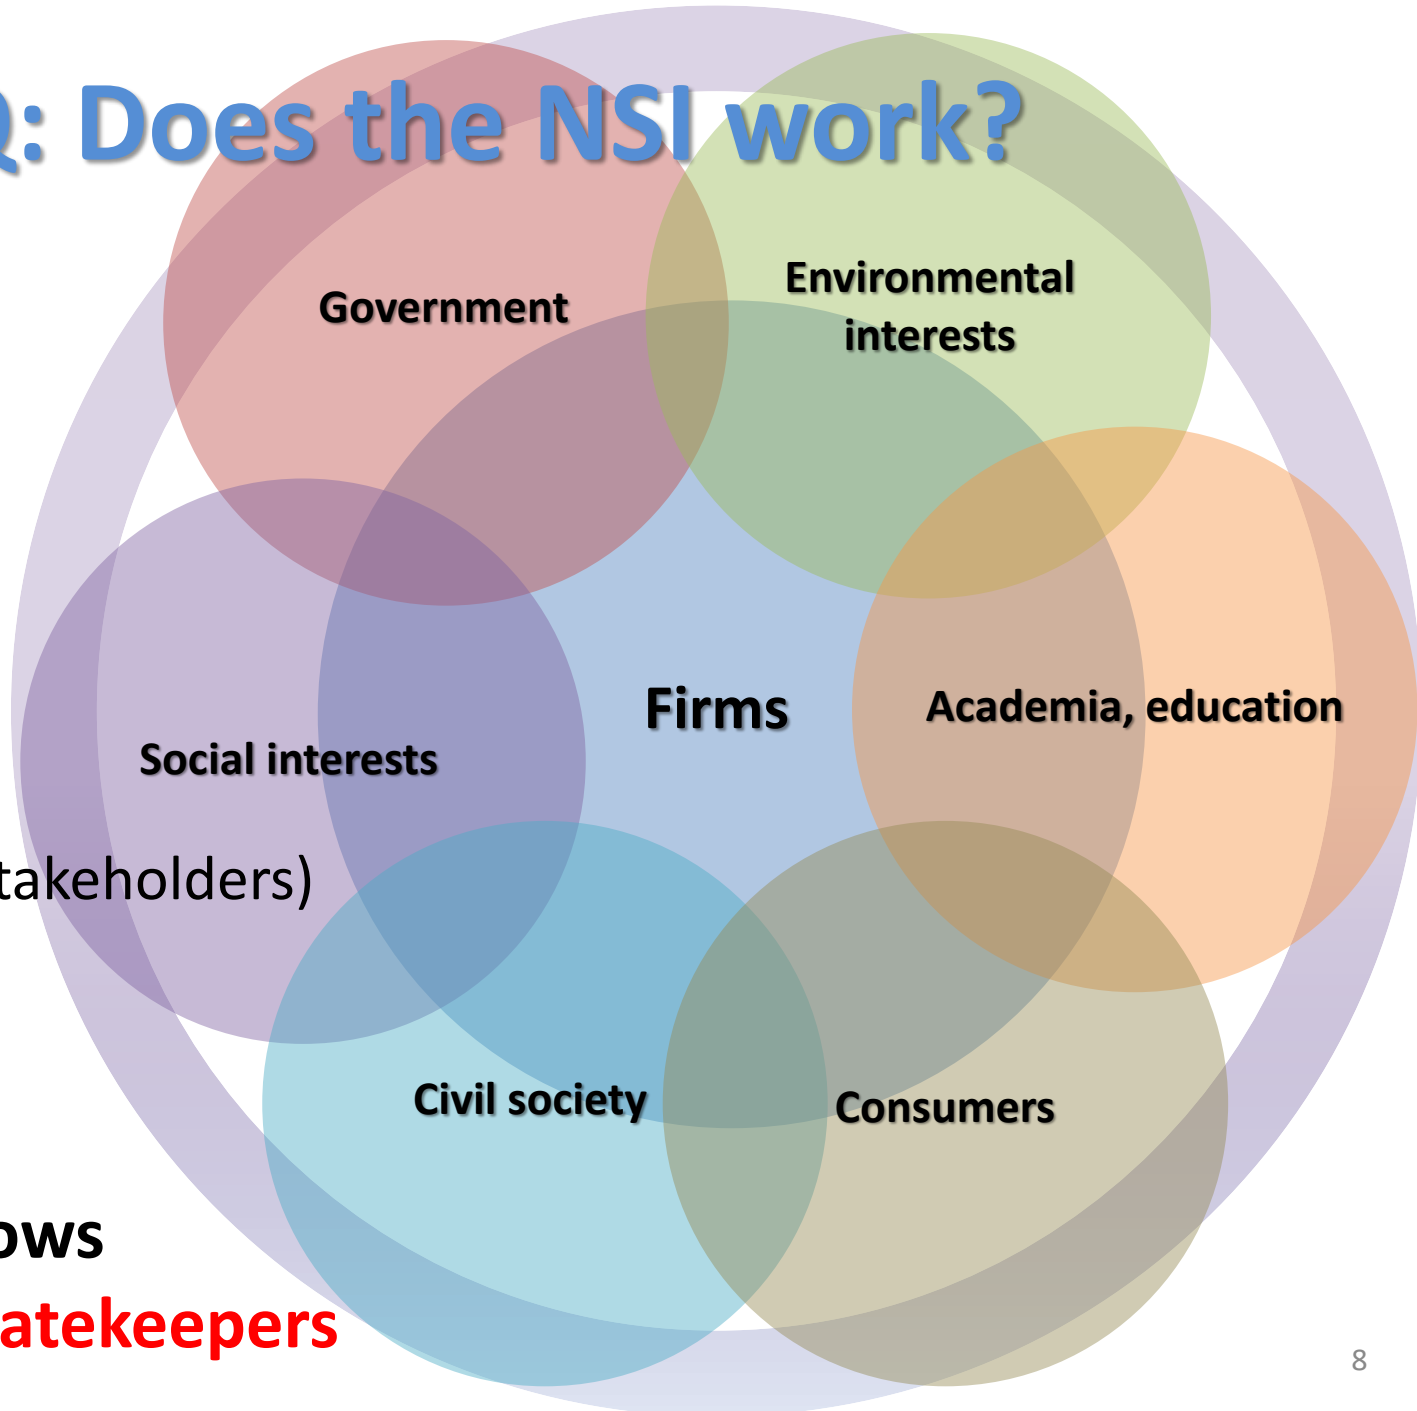 Q: Does the NSI work?
Government
Environmental
interests
Firms
Academia, education
Social interests
takeholders)
Civil society
Consumers
ows
atekeepers
8